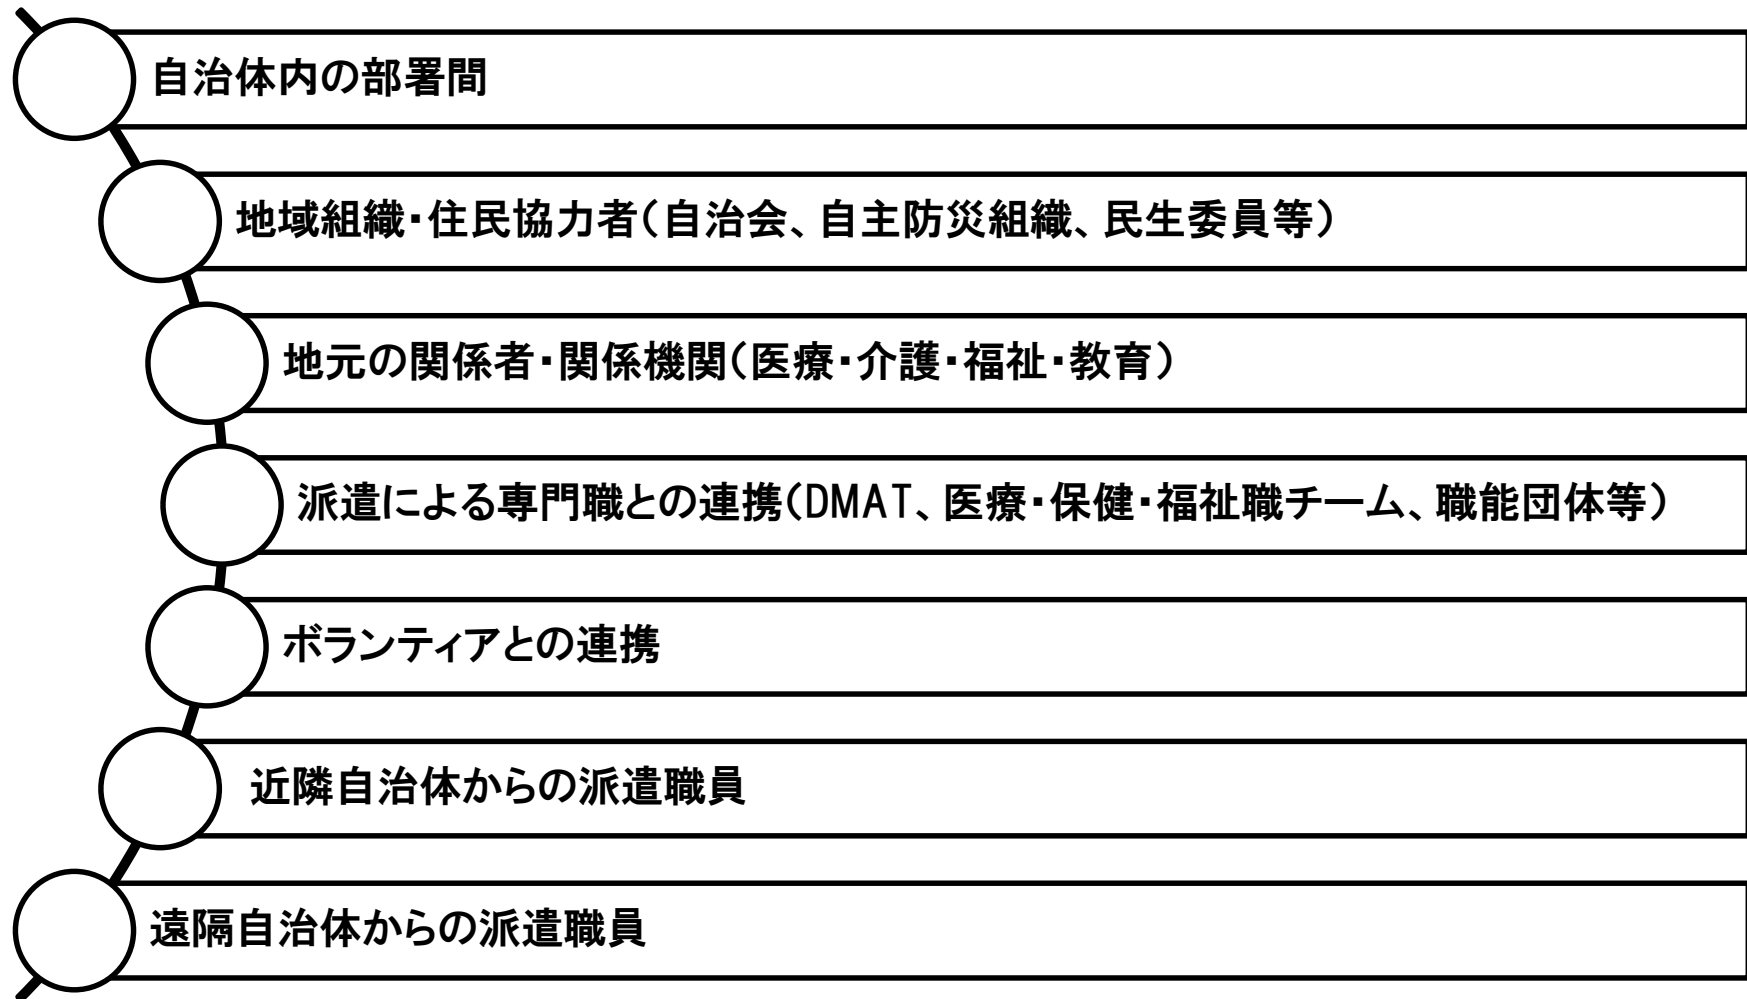 自治体内の部署間
地域組織・住民協力者(自治会、自主防災組織、民生委員等)
地元の関係者・関係機関(医療・介護・福祉・教育)
派遣による専門職との連携(DMAT、医療・保健・福祉職チーム、職能団体等)
ボランティアとの連携
近隣自治体からの派遣職員
遠隔自治体からの派遣職員